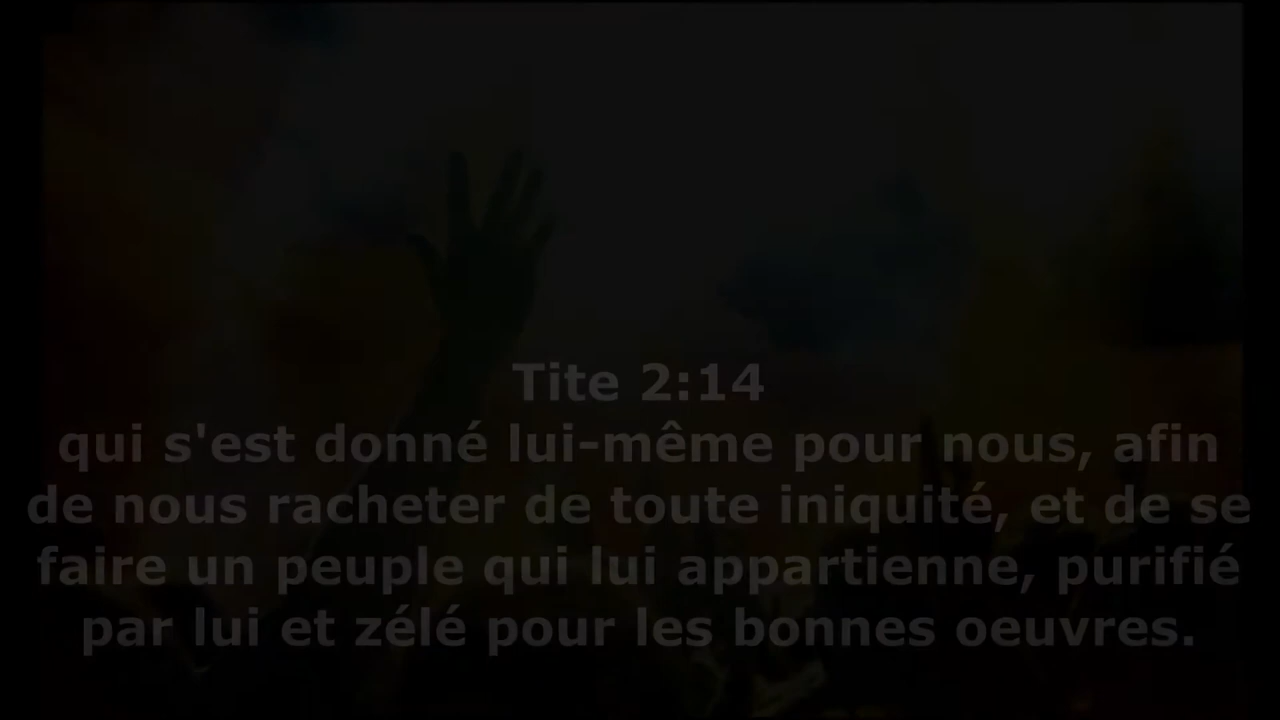 Tite 2:14
qui s'est donné lui-même pour nous, afin
de nous racheter de toute iniquité, et de se
faire un peuple qui lui appartienne, purifié
par lui et zélé pour les bonnes oeuvres.